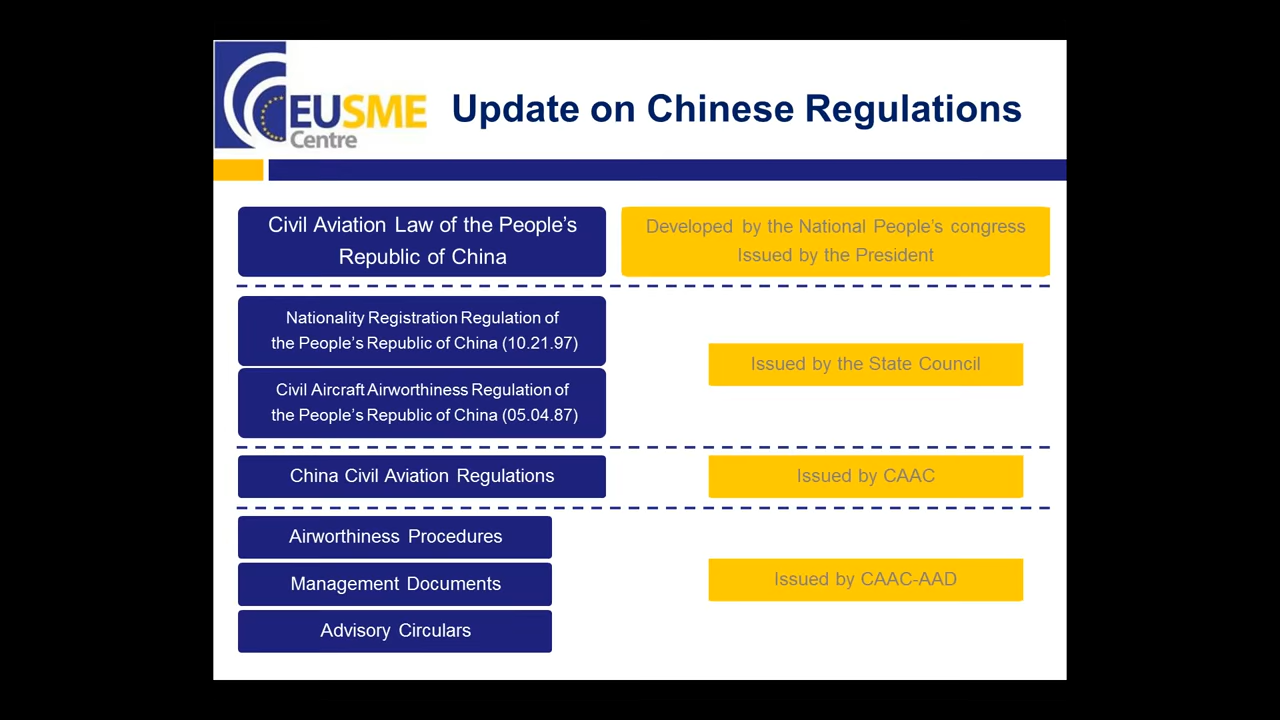 EUSME
Centre
Update on Chinese Regulations
Civil Aviation Law of the People's
Republic of China
Developed by the National People's congress
Issued by the President
Nationality Registration Regulation of
the People's Republic of China (10.21.97)
Issued by the State Council
Civil Aircraft Airworthiness Regulation of
the People's Republic of China (05.04.87)
China Civil Aviation Regulations
Issued by CAAC
Airworthiness Procedures
Management Documents
Issued by CAAC-AAD
Advisory Circulars